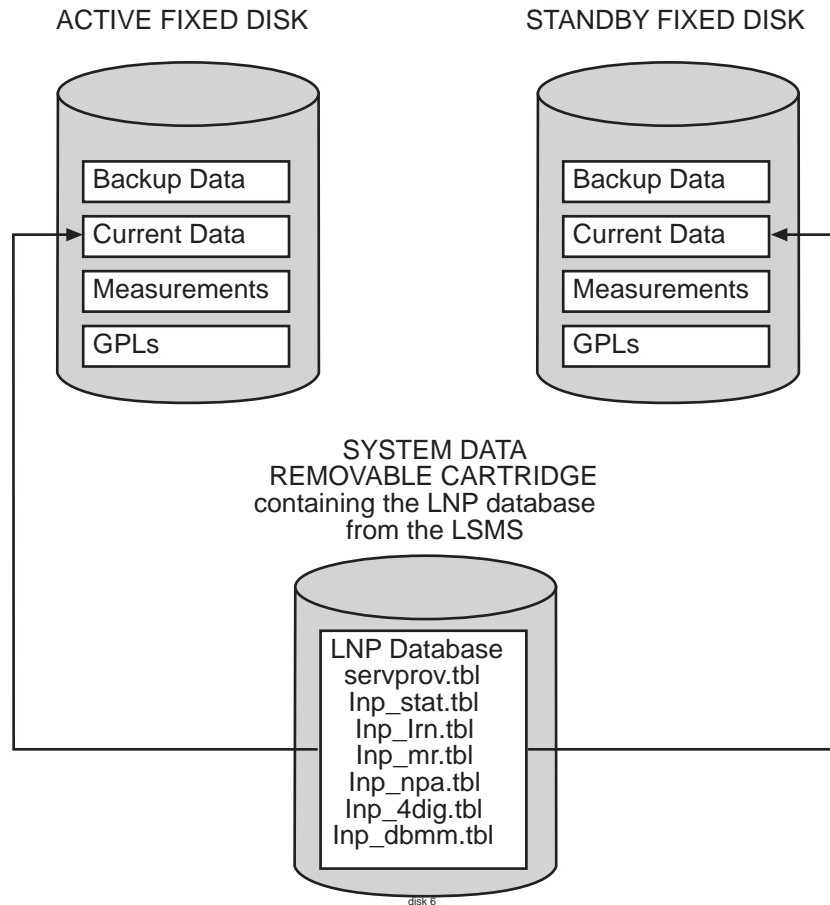 ACTIVE FIXED DISK
STANDBY FIXED DISK
Backup Data
Current Data
Measurements
GPLs
Backup Data
Current Data
Measurements
GPLs
SYSTEM DATA
REMOVABLE CARTRIDGE
containing the LNP database
from the LSMS
LNP Database
servprov.tbl
lnp_stat.tbl
lnp_lrn.tbl
lnp_mr.tbl
lnp_npa.tbl
lnp_4dig.tbl
lnp_dbmm.tbl
disk 6